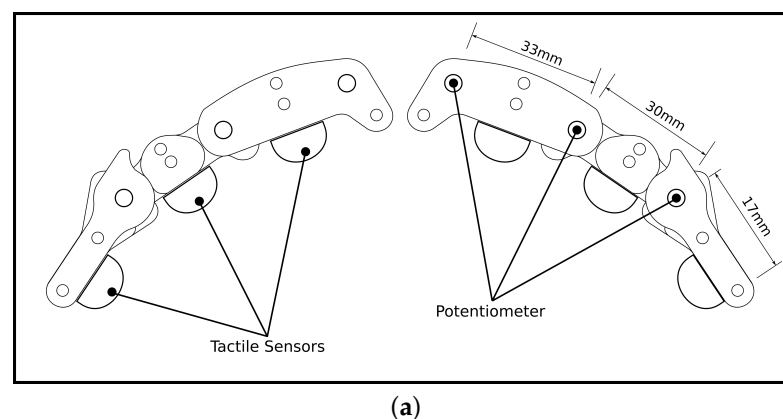 33mm
30mm
17mm
Potentiometer
Tactile Sensors
(a)